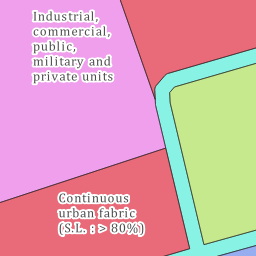 Industrial,
commercial,
public,
military and
private units
Continuous
urban fabric
(S.L. : > 80%)